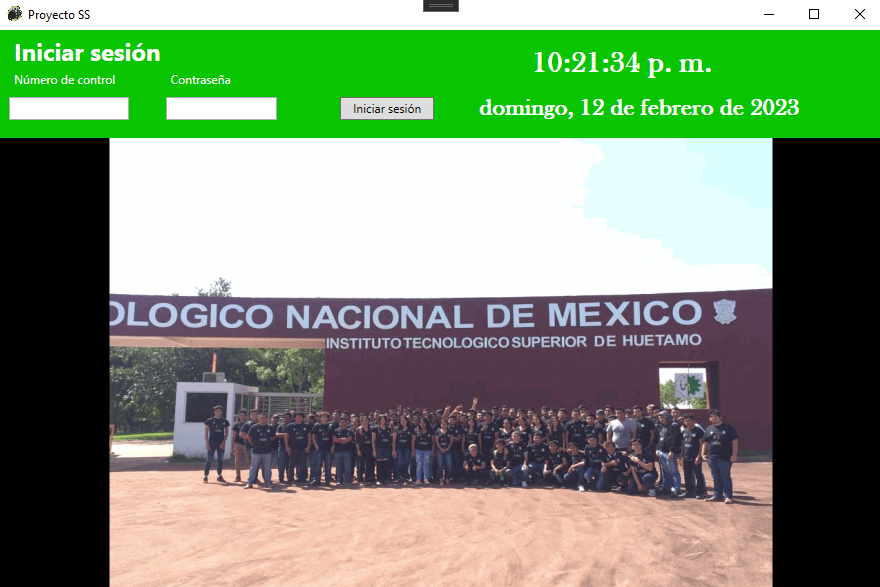 Proyecto SS
Iniciar sesión
Número de control
Contraseña
Iniciar sesión
10:21:34 p. m.
domingo, 12 de febrero de 2023
OLOGICO NACIONAL DE MEXICO
INSTITUTO TECNOLOGICO SUPERIOR DE HUETAMO